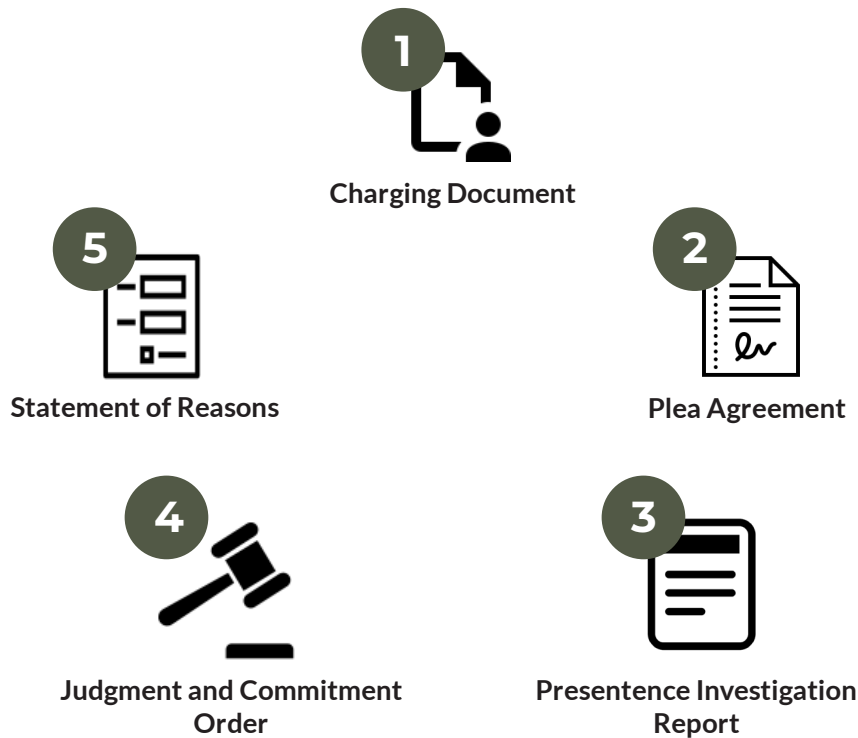 1
Charging Document
2
Plea Agreement
3
Presentence Investigation
Report
4
Judgment and Commitment
Order
5
Statement of Reasons